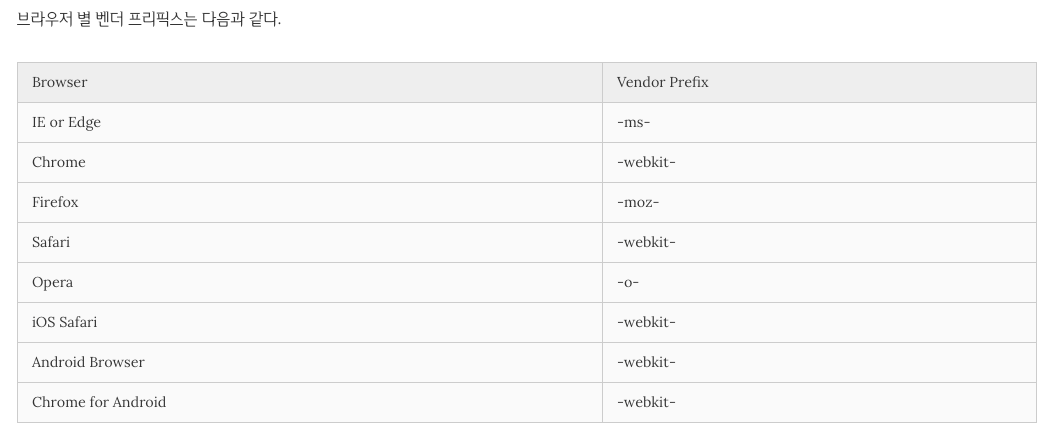 브라우저 별 벤더 프리픽스는 다음과 같다.
Browser Vendor Prefix
IE or Edge -ms-
Chrome -webkit-
Firefox -moz-
Safari -webkit-
Opera -o-
iOS Safari -webkit-
Android Browser -webkit-
Chrome for Android -webkit-